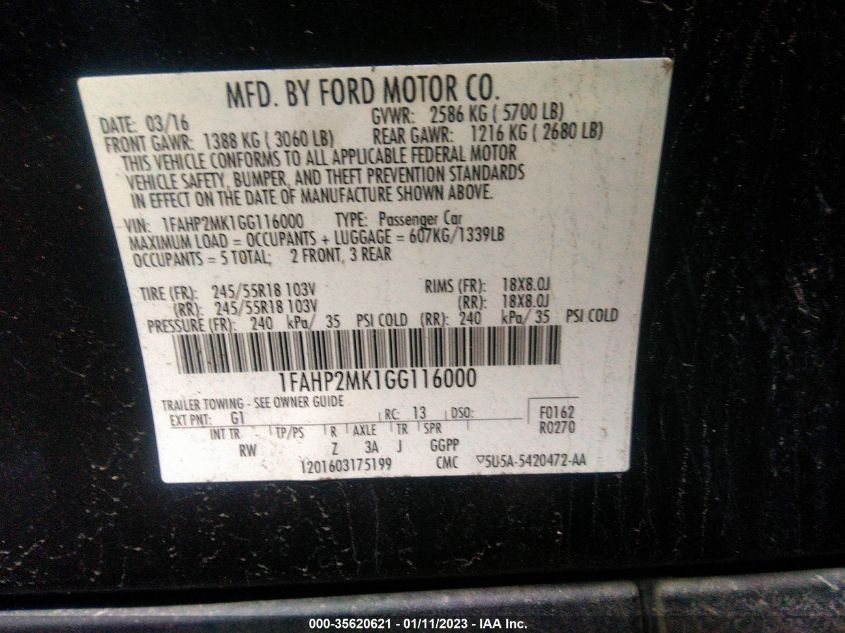 MFD. BY FORD MOTOR CO.
DATE: 03/16 GVWR: 2586 KG ( 5700 LB)
FRONT GAWR: 1388 KG ( 3060 LB) REAR GAWR: 1216 KG ( 2680 LB)
THIS VEHICLE CONFORMS TO ALL APPLICABLE FEDERAL MOTOR
VEHICLE SAFETY, BUMPER, AND THEFT PREVENTION STANDARDS
IN EFFECT ON THE DATE OF MANUFACTURE SHOWN ABOVE.
VIN: 1FAHP2MK1GG116000 TYPE: Passenger Car
MAXIMUM LOAD = OCCUPANTS + LUGGAGE = 607KG/1339LB
OCCUPANTS = 5 TOTAL; 2 FRONT, 3 REAR
TIRE (FR): 245/55R18 103V RIMS (FR): 18X8.0J
(RR): 245/55R18 103V (RR): 18X8.0J
PRESSURE (FR): 240 kPa/ 35 PSI COLD (RR): 240 kPa/ 35 PSI COLD
1FAHP2MK1GG116000
TRAILER TOWING - SEE OWNER GUIDE
EXT PNT: G1 RC: 13 DSO: F0162
INT TR TP/PS R AXLE TR SPR R0270
RW Z 3A J GGPP
1201603175199 CMC ▽5U5A-5420472-AA
000-35620621 - 01/11/2023 - IAA Inc.